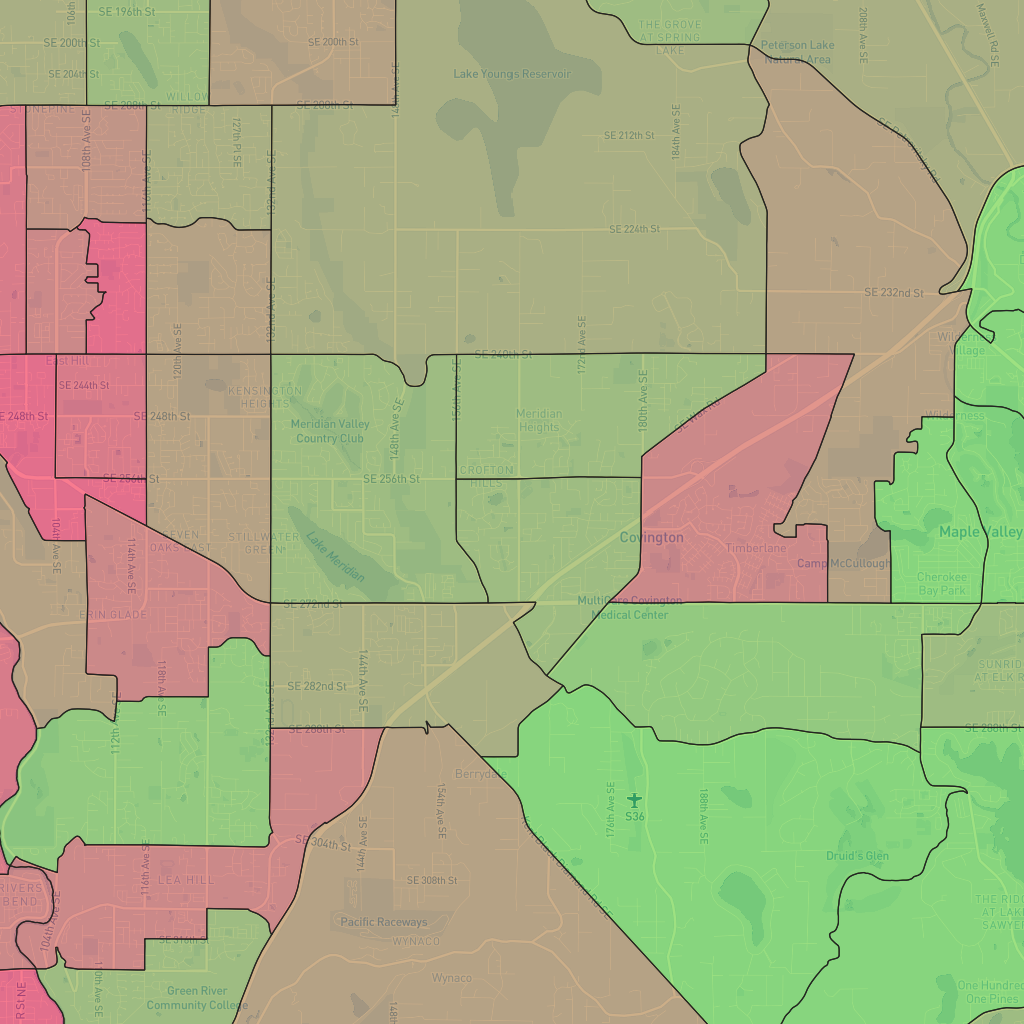 106th
SE 196th St
SE 200th St
SE 204th St
SE 200th St
THE GROVE
AT SPRING
LAKE
Peterson Lake
Natural Area
208th Ave SE
Maxwell Rd SE
Lake Youngs Reservoir
WILLOW
RIDGE
STONEPINE
SE 208th St
SE 208th St
108th Ave SE
127th Pl SE
132nd Ave SE
SE 212th St
184th Ave SE
SE 224th St
SE 232nd St
132nd Ave SE
120th Ave SE
172nd Ave SE
SE 240th St
East Hill
SE 244th St
SE 248th St
SE 248th St
KENSINGTON
HEIGHTS
Meridian Valley
Country Club
148th Ave SE
156th Ave SE
Meridian
Heights
180th Ave SE
SE Wax Rd
Wilderness
Village
Wilderness
SE 256th St
SE 256th St
CROFTON
HILLS
104th Ave SE
114th Ave SE
SEVEN
OAKS EAST
STILLWATER
GREEN
Lake Meridian
Covington
Timberlane
Camp McCullough
Maple Valley
Cherokee
Bay Park
ERIN GLADE
SE 272nd St
MultiCare Covington
Medical Center
118th Ave SE
112th Ave SE
132nd Ave SE
144th Ave SE
SE 282nd St
SE 288th St
SUNRIDGE
AT ELK R
SE 288th St
Berrydale
154th Ave SE
176th Ave SE
S36
188th Ave SE
Druid's Glen
144th Ave SE
SE 304th St
116th Ave SE
LEA HILL
RIVERS
BEND
104th Ave SE
SE 308th St
Pacific Raceways
WYNACO
SE 316th St
THE RIDGE
AT LAKE
SAWYER
Wynaco
Green River
Community College
110th Ave SE
148th
R St NE
One Hundred
One Pines